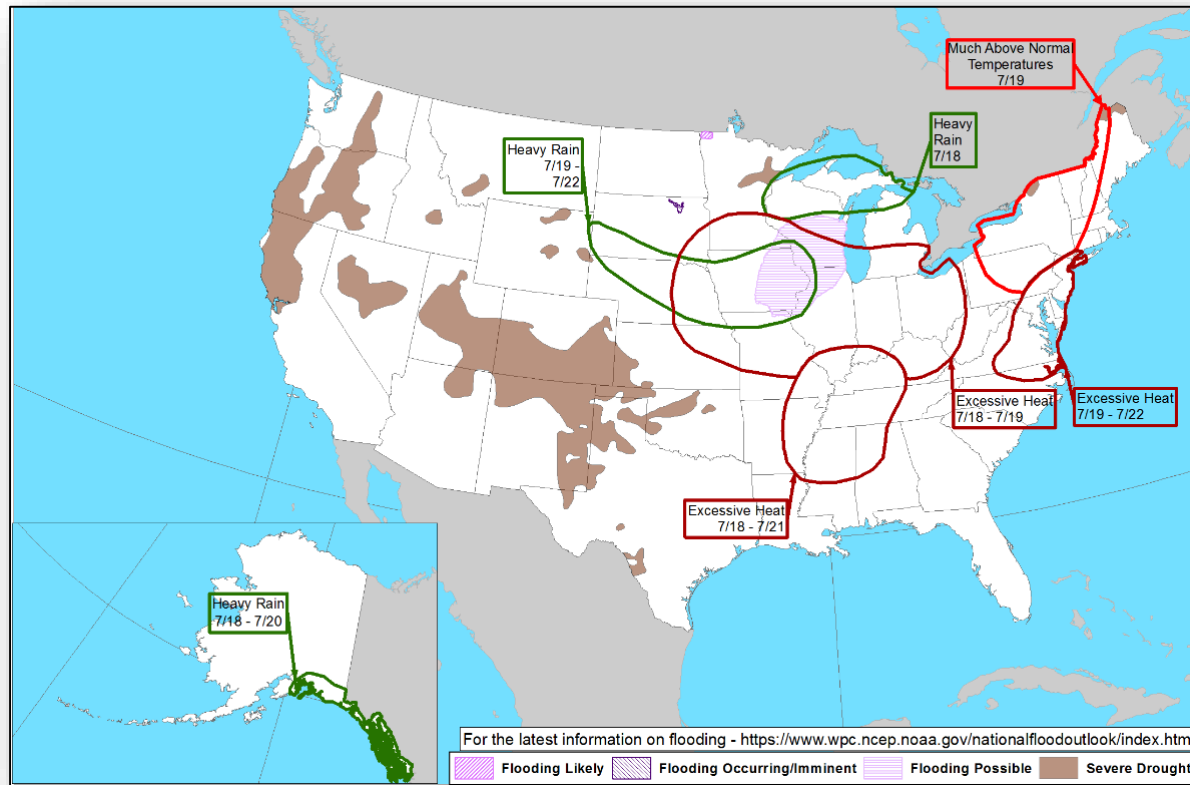 Much Above Normal
Temperatures
7/19
Heavy
Rain
7/18
Heavy Rain
7/19 -
7/22
Excessive Heat
7/18 - 7/19
Excessive Heat
7/19 - 7/22
Excessive Heat
7/18 - 7/21
Heavy Rain
7/18 - 7/20
For the latest information on flooding - https://www.wpc.ncep.noaa.gov/nationalfloodoutlook/index.htm
Flooding Likely
Flooding Occurring/Imminent
Flooding Possible
Severe Drought